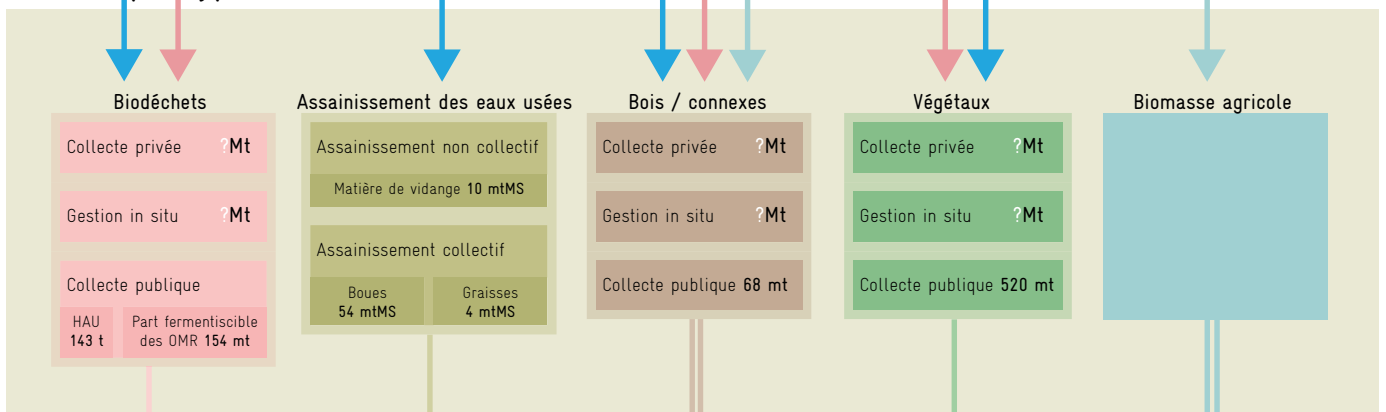 Biodéchets
Collecte privée ?Mt
Gestion in situ ?Mt
Collecte publique
HAU
143 t
Part fermentiscible
des OMR 154 mt
Assainissement des eaux usées
Assainissement non collectif
Matière de vidange 10 mtMS
Assainissement collectif
Boues
54 mtMS
Graisses
4 mtMS
Bois / connexes
Collecte privée ?Mt
Gestion in situ ?Mt
Collecte publique 68 mt
Végétaux
Collecte privée ?Mt
Gestion in situ ?Mt
Collecte publique 520 mt
Biomasse agricole